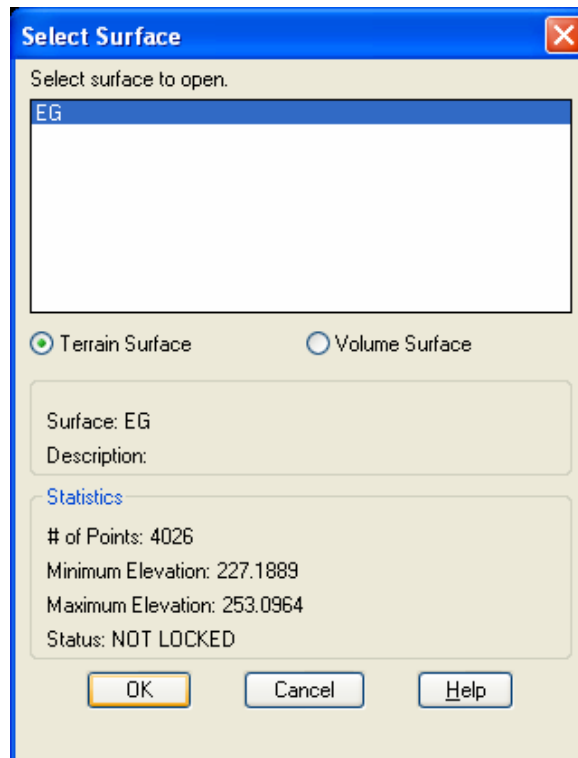 Select Surface
Select surface to open.
EG
Terrain Surface Volume Surface
Surface: EG
Description:
Statistics
# of Points: 4026
Minimum Elevation: 227.1889
Maximum Elevation: 253.0964
Status: NOT LOCKED
OK Cancel Help